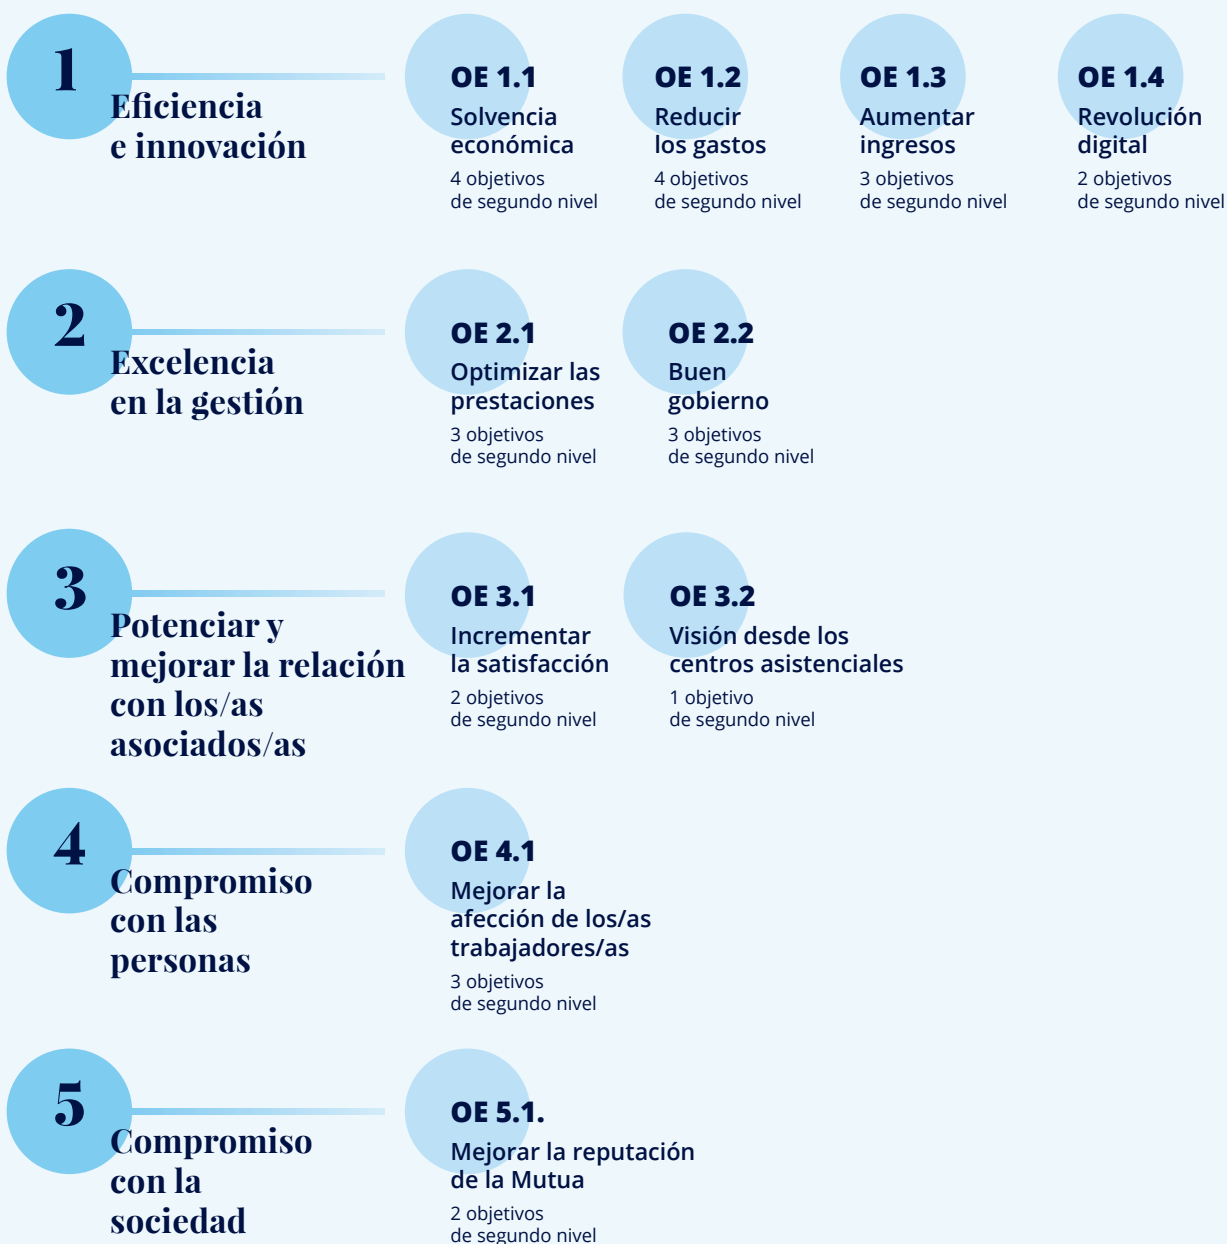 1
Eficiencia
e innovación
OE 1.1
Solvencia
económica
4 objetivos
de segundo nivel
OE 1.2
Reducir
los gastos
4 objetivos
de segundo nivel
OE 1.3
Aumentar
ingresos
3 objetivos
de segundo nivel
OE 1.4
Revolución
digital
2 objetivos
de segundo nivel
2
Excelencia
en la gestión
OE 2.1
Optimizar las
prestaciones
3 objetivos
de segundo nivel
OE 2.2
Buen
gobierno
3 objetivos
de segundo nivel
3
Potenciar y
mejorar la relación
con los/as
asociados/as
OE 3.1
Incrementar
la satisfacción
2 objetivos
de segundo nivel
OE 3.2
Visión desde los
centros asistenciales
1 objetivo
de segundo nivel
4
Compromiso
con las
personas
OE 4.1
Mejorar la
afección de los/as
trabajadores/as
3 objetivos
de segundo nivel
5
Compromiso
con la
sociedad
OE 5.1.
Mejorar la reputación
de la Mutua
2 objetivos
de segundo nivel